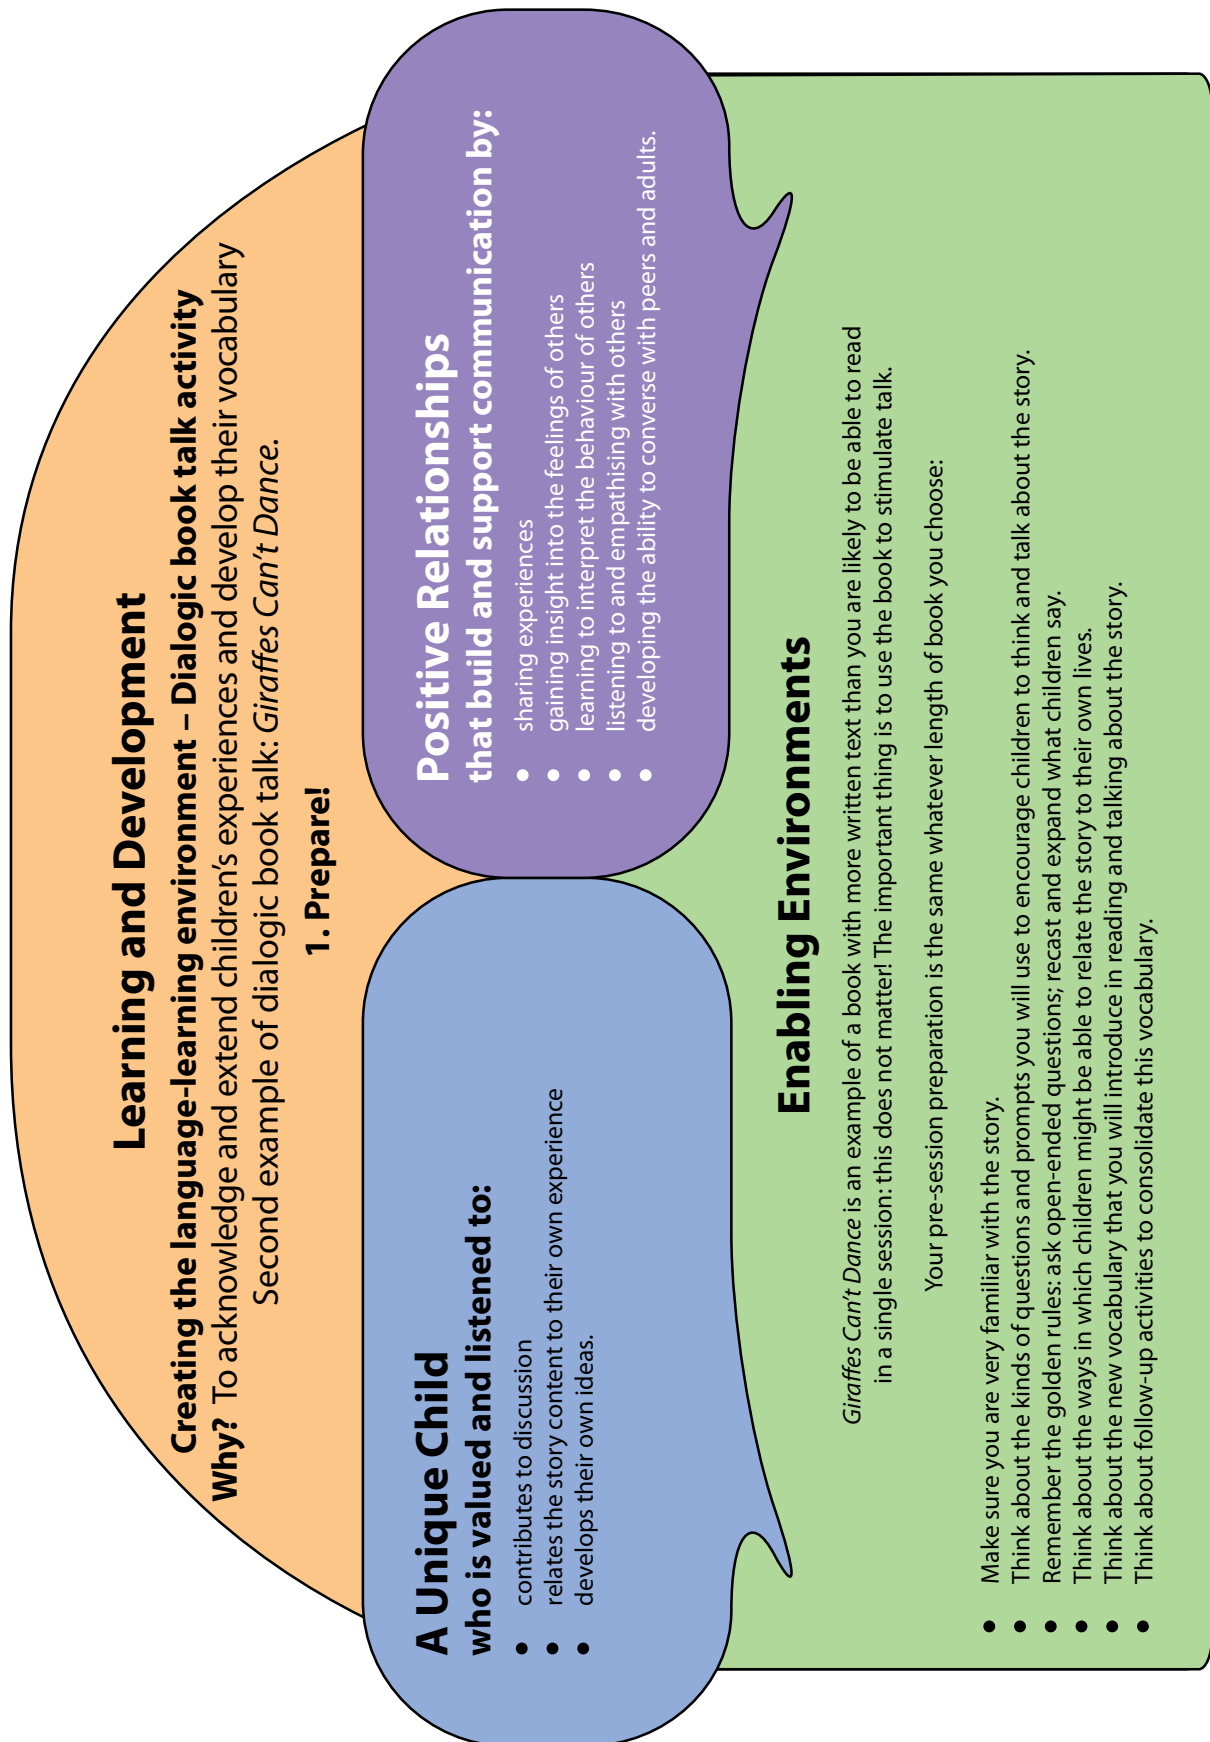 Learning and Development
Creating the language-learning environment – Dialogic book talk activity
Why? To acknowledge and extend children's experiences and develop their vocabulary
Second example of dialogic book talk: Giraffes Can't Dance.
1. Prepare!
A Unique Child
who is valued and listened to:
• contributes to discussion
• relates the story content to their own experience
• develops their own ideas.
Positive Relationships
that build and support communication by:
• sharing experiences
• gaining insight into the feelings of others
• learning to interpret the behaviour of others
• listening to and empathising with others
• developing the ability to converse with peers and adults.
Enabling Environments
Giraffes Can't Dance is an example of a book with more written text than you are likely to be able to read
in a single session: this does not matter! The important thing is to use the book to stimulate talk.
Your pre-session preparation is the same whatever length of book you choose:
• Make sure you are very familiar with the story.
• Think about the kinds of questions and prompts you will use to encourage children to think and talk about the story.
• Remember the golden rules: ask open-ended questions; recast and expand what children say.
• Think about the ways in which children might be able to relate the story to their own lives.
• Think about the new vocabulary that you will introduce in reading and talking about the story.
• Think about follow-up activities to consolidate this vocabulary.